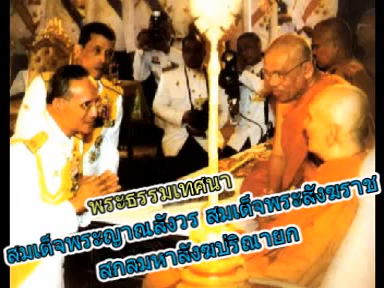 พระธรรมเทศนา
สมเด็จพระญาณสังวร สมเด็จพระสังฆราช
สกลมหาสังฆปริณายก